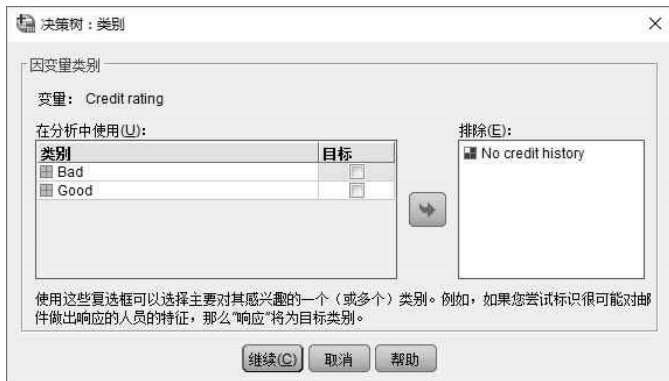 决策树：类别
因变量类别
变量： Credit rating
在分析中使用(U)：
排除(E)：
类别
目标
Bad
Good
No credit history
使用这些复选框可以选择主要对其感兴趣的一个（或多个）类别。例如，如果您尝试标识很可能对邮
件做出响应的人员的特征，那么“响应”将为目标类别。
继续(C)
取消
帮助